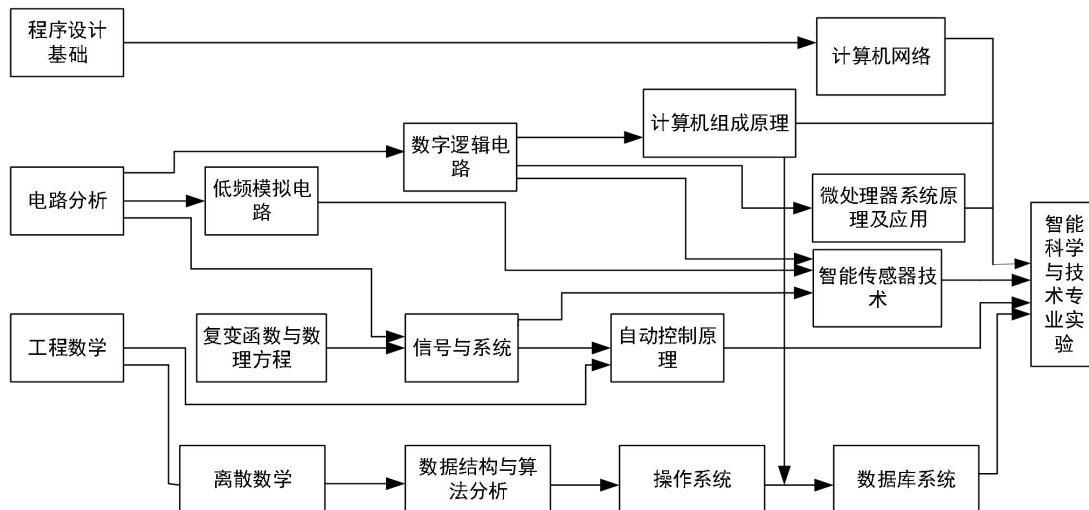 程序设计
基础
计算机网络
计算机组成原理
数字逻辑电
路
电路分析
低频模拟电
路
微处理器系统原
理及应用
智能传感器技
术
智能
科学
与技
术专
业实
验
工程数学
复变函数与数
理方程
信号与系统
自动控制原
理
离散数学
数据结构与算
法分析
操作系统
数据库系统